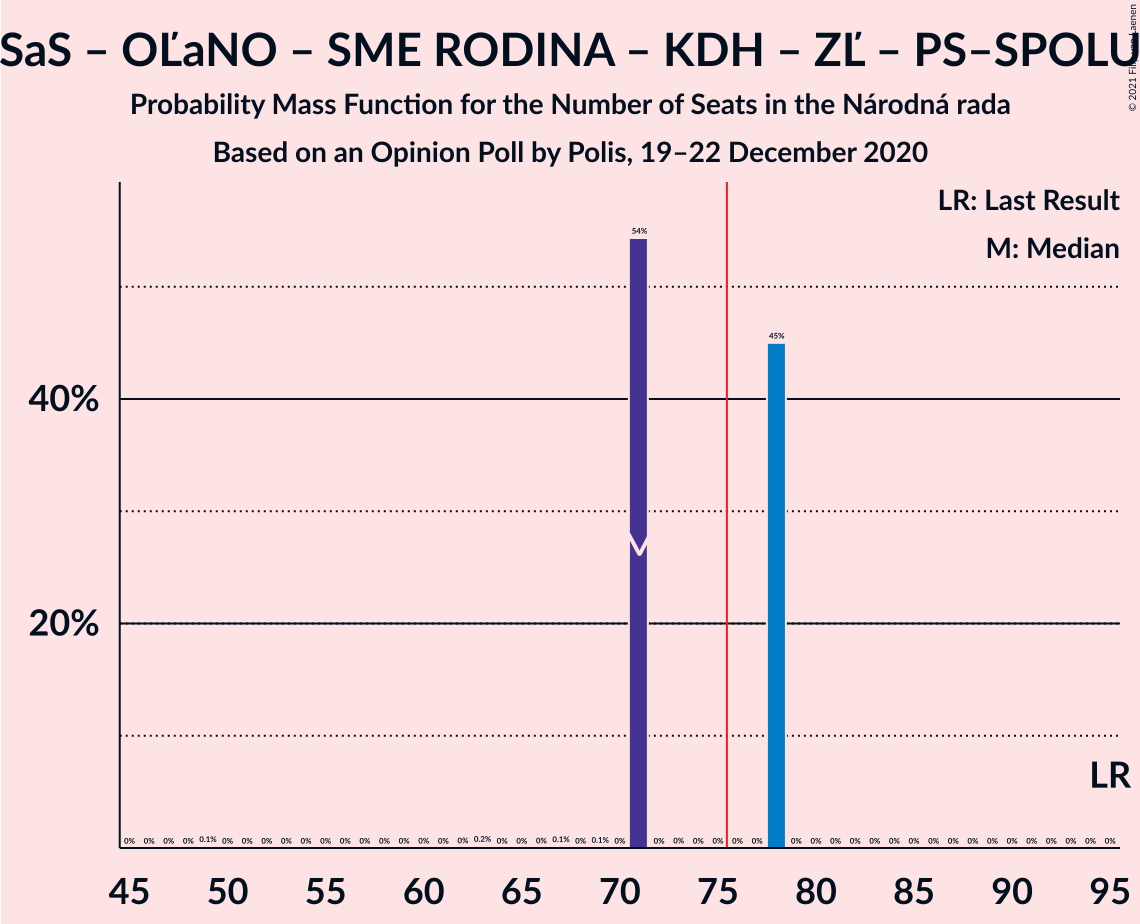 SaS – OĽaNO – SME RODINA – KDH – ZĽ – PS–SPOLU
Probability Mass Function for the Number of Seats in the Národná rada
Based on an Opinion Poll by Polis, 19–22 December 2020
© 2021 Filip van Laenen
LR: Last Result
M: Median
54%
45%
40%
20%
LR
0% 0% 0% 0% 0.1% 0% 0% 0% 0% 0% 0% 0% 0% 0% 0% 0% 0% 0% 0.2% 0% 0% 0% 0.1% 0% 0.1% 0% 0% 0% 0% 0% 0% 0% 0% 0% 0% 0% 0% 0% 0% 0% 0% 0% 0% 0% 0% 0% 0% 0% 0%
45 50 55 60 65 70 75 80 85 90 95